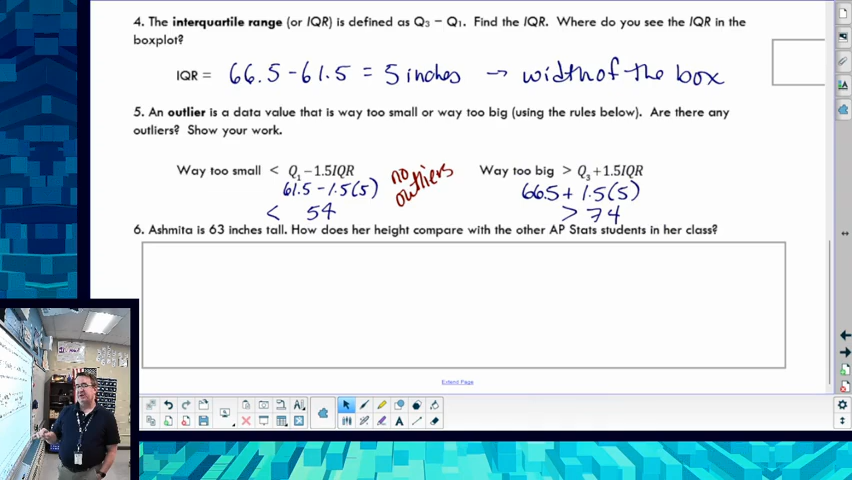 4. The interquartile range (or IQR) is defined as Q3 – Q1. Find the IQR. Where do you see the IQR in the
boxplot?
IQR = 66.5 - 61.5 = 5 inches → width of the box
5. An outlier is a data value that is way too small or way too big (using the rules below). Are there any
outliers? Show your work.
Way too small < Q1 – 1.5IQR
61.5 - 1.5(5)
< 54
no
outliers
Way too big > Q3 + 1.5IQR
66.5 + 1.5(5)
> 74
6. Ashmita is 63 inches tall. How does her height compare with the other AP Stats students in her class?
Extend Page